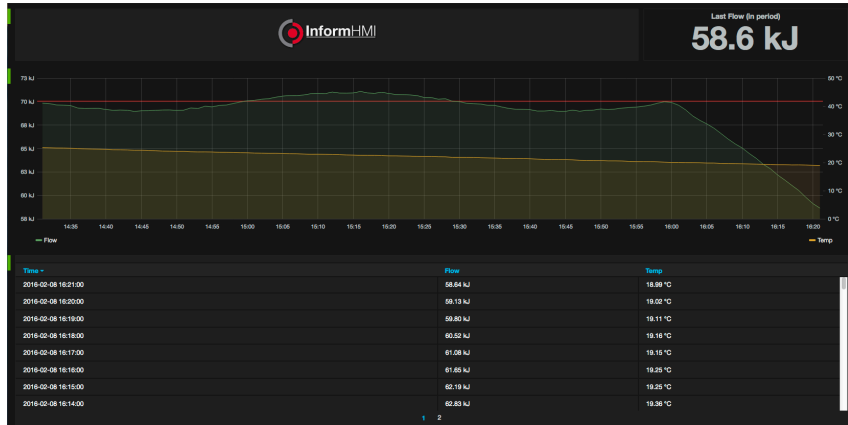 InformHMI
Last Flow (in period)
58.6 kJ
73 kJ
70 kJ
68 kJ
65 kJ
63 kJ
60 kJ
58 kJ
50 °C
40 °C
30 °C
20 °C
10 °C
0 °C
14:35 14:40 14:45 14:50 14:55 15:00 15:05 15:10 15:15 15:20 15:25 15:30 15:35 15:40 15:45 15:50 15:55 16:00 16:05 16:10 16:15 16:20
Flow Temp
Time Flow Temp
2016-02-08 16:21:00 58.64 kJ 18.99 °C
2016-02-08 16:20:00 59.13 kJ 19.02 °C
2016-02-08 16:19:00 59.80 kJ 19.11 °C
2016-02-08 16:18:00 60.52 kJ 19.16 °C
2016-02-08 16:17:00 61.08 kJ 19.15 °C
2016-02-08 16:16:00 61.65 kJ 19.25 °C
2016-02-08 16:15:00 62.19 kJ 19.25 °C
2016-02-08 16:14:00 62.83 kJ 19.36 °C
1 2